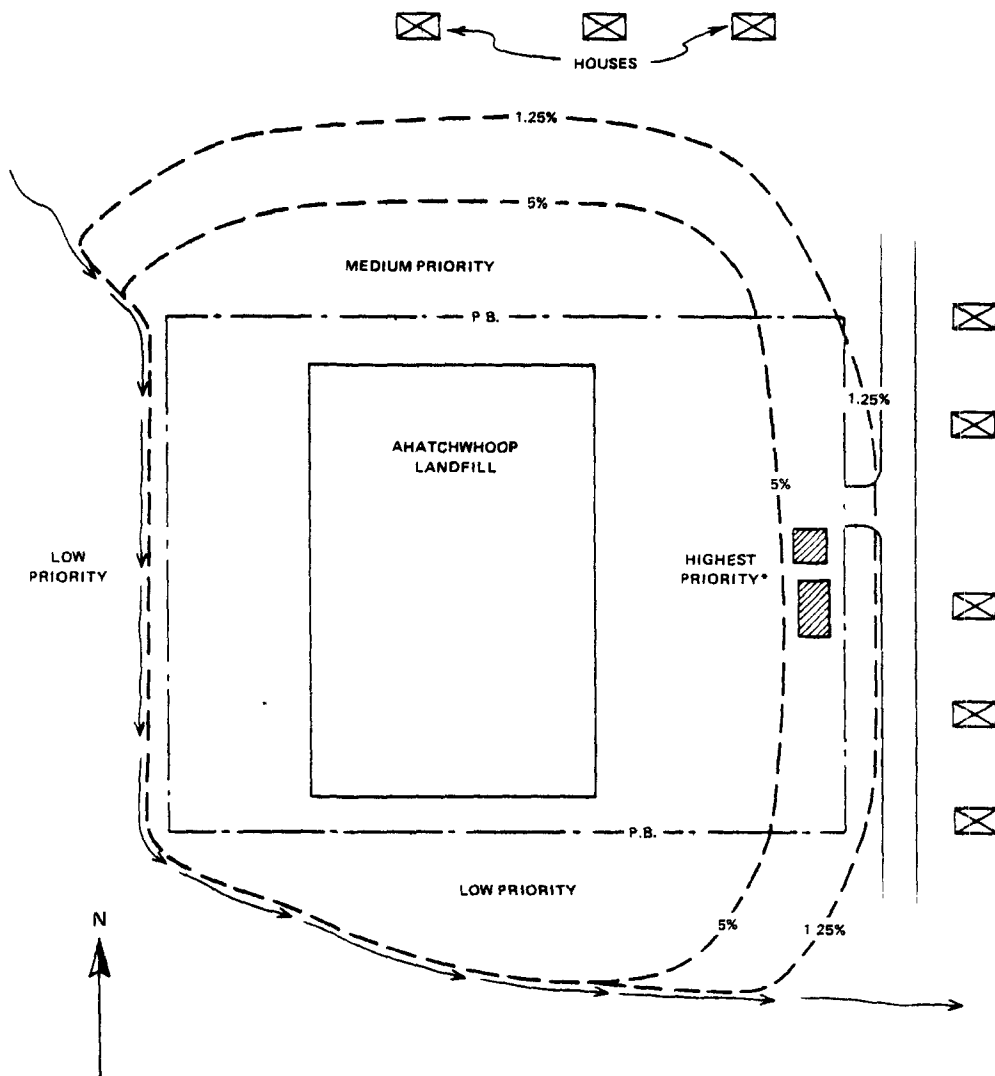 HOUSES
1.25%
5%
MEDIUM PRIORITY
P.B.
1.25%
AHATCHWHOOP
LANDFILL
5%
LOW
PRIORITY
HIGHEST
PRIORITY*
P.B.
LOW PRIORITY
5%
1.25%
N